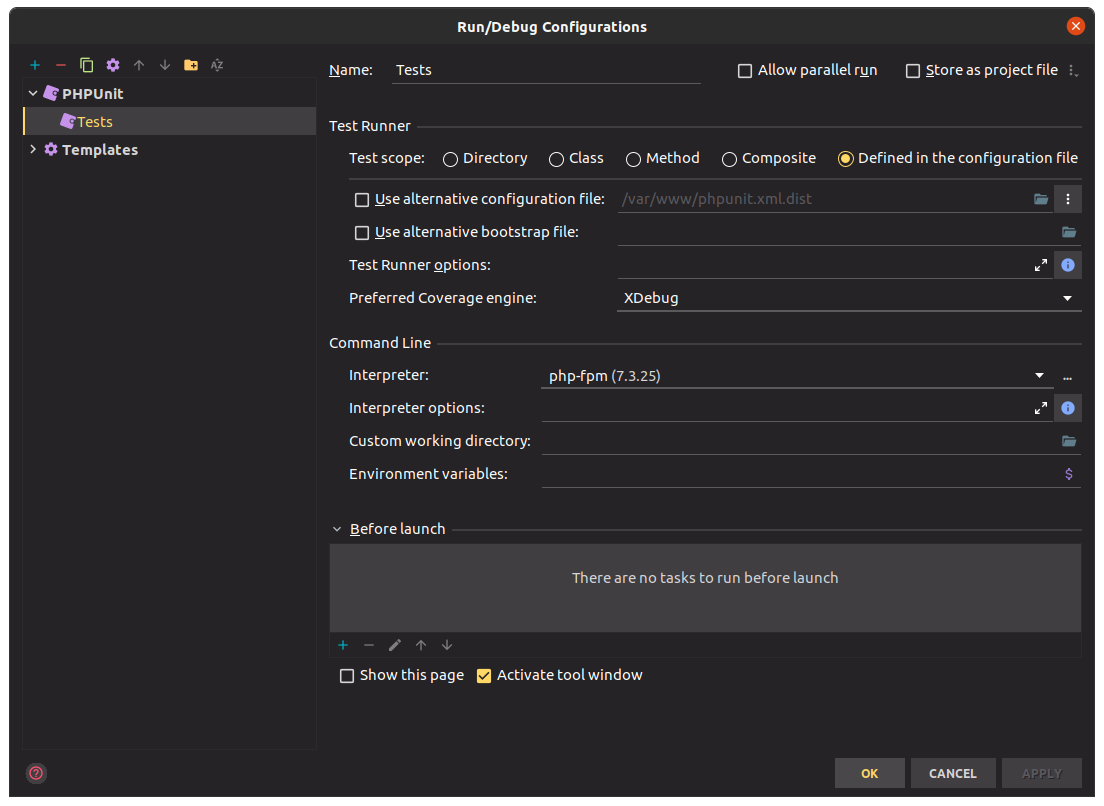 Run/Debug Configurations
Name: Tests
Allow parallel run
Store as project file
PHPUnit
Tests
Templates
Test Runner
Test scope: Directory Class Method Composite Defined in the configuration file
Use alternative configuration file: /var/www/phpunit.xml.dist
Use alternative bootstrap file:
Test Runner options:
Preferred Coverage engine: XDebug
Command Line
Interpreter: php-fpm (7.3.25) ...
Interpreter options:
Custom working directory:
Environment variables: $
Before launch
There are no tasks to run before launch
Show this page Activate tool window
OK CANCEL APPLY